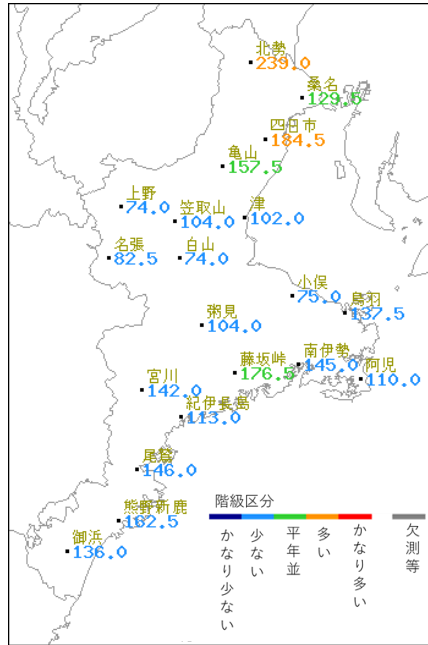 北勢
239.0
桑名
129.5
四日市
184.5
亀山
157.5
上野
74.0
笠取山
104.0
津
102.0
名張
82.5
白山
74.0
小俣
75.0
鳥羽
137.5
粥見
104.0
藤坂峠
176.5
南伊勢
145.0
阿児
110.0
宮川
142.0
紀伊長島
113.0
尾鷲
146.0
熊野新鹿
162.5
御浜
136.0
階級区分
かなり少ない
少ない
平年並
多い
かなり多い
欠測等